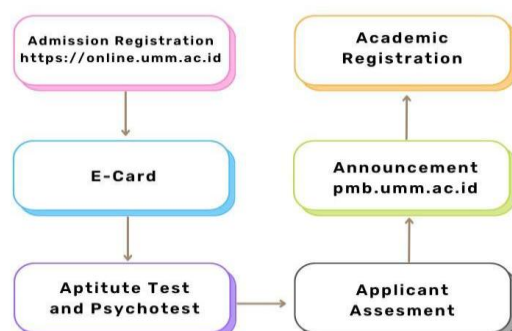 Admission Registration
https://online.umm.ac.id
E-Card
Aptitute Test
and Psychotest
Applicant
Assesment
Announcement
pmb.umm.ac.id
Academic
Registration